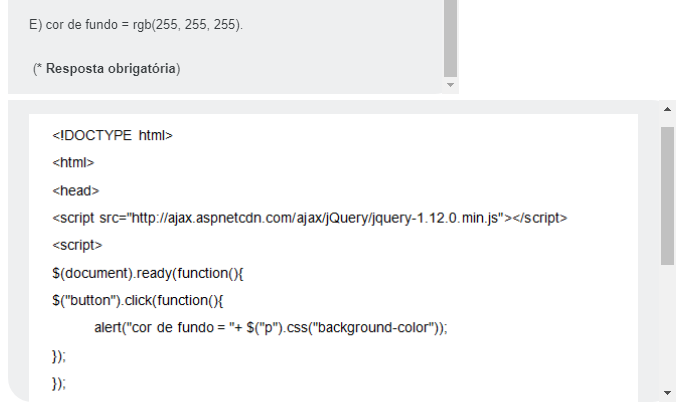 E) cor de fundo = rgb(255, 255, 255).
(* Resposta obrigatória)
<!DOCTYPE html>
<html>
<head>
<script src="http://ajax.aspnetcdn.com/ajax/jQuery/jquery-1.12.0.min.js"></script>
<script>
$(document).ready(function(){
$("button").click(function(){
alert("cor de fundo = "+ $("p").css("background-color"));
});
});